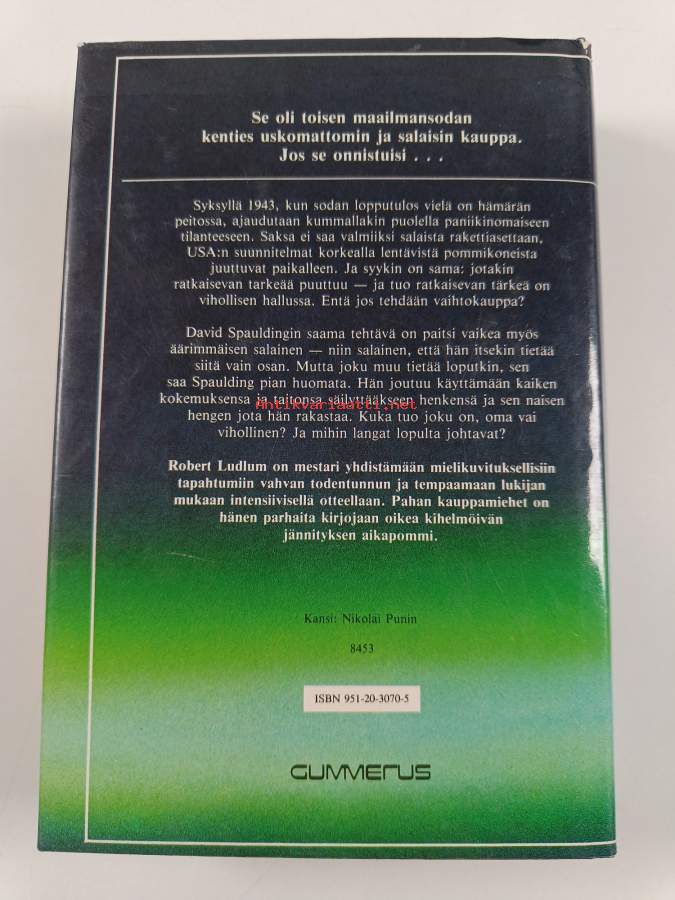 Se oli toisen maailmansodan
kenties uskomattomin ja salaisin kauppa.
Jos se onnistuisi . . .
Syksyllä 1943, kun sodan lopputulos vielä on hämärän
peitossa, ajaudutaan kummallakin puolella paniikinomaiseen
tilanteeseen. Saksa ei saa valmiiksi salaista rakettiasettaan,
USA:n suunnitelmat korkealla lentävistä pommikoneista
juuttuvat paikalleen. Ja syykin on sama: jotakin
ratkaisevan tärkeää puuttuu — ja tuo ratkaisevan tärkeä on
vihollisen hallussa. Entä jos tehdään vaihtokauppa?
David Spauldingin saama tehtävä on paitsi vaikea myös
äärimmäisen salainen — niin salainen, että hän itsekin tietää
siitä vain osan. Mutta joku muu tietää loputkin, sen
saa Spaulding pian huomata. Hän joutuu käyttämään kaiken
kokemuksensa ja taitonsa säilyttääkseen henkensä ja sen naisen
Antikvariaatti.net
hengen jota hän rakastaa. Kuka tuo joku on, oma vai
vihollinen? Ja mihin langat lopulta johtavat?
Robert Ludlum on mestari yhdistämään mielikuvituksellisiin
tapahtumiin vahvan todentunnun ja tempaamaan lukijan
mukaan intensiivisellä otteellaan. Pahan kauppamiehet on
hänen parhaita kirjojaan oikea kihelmöivän
jännityksen aikapommi.
Kansi: Nikolai Punin
8453
ISBN 951-20-3070-5
GUMMERUS